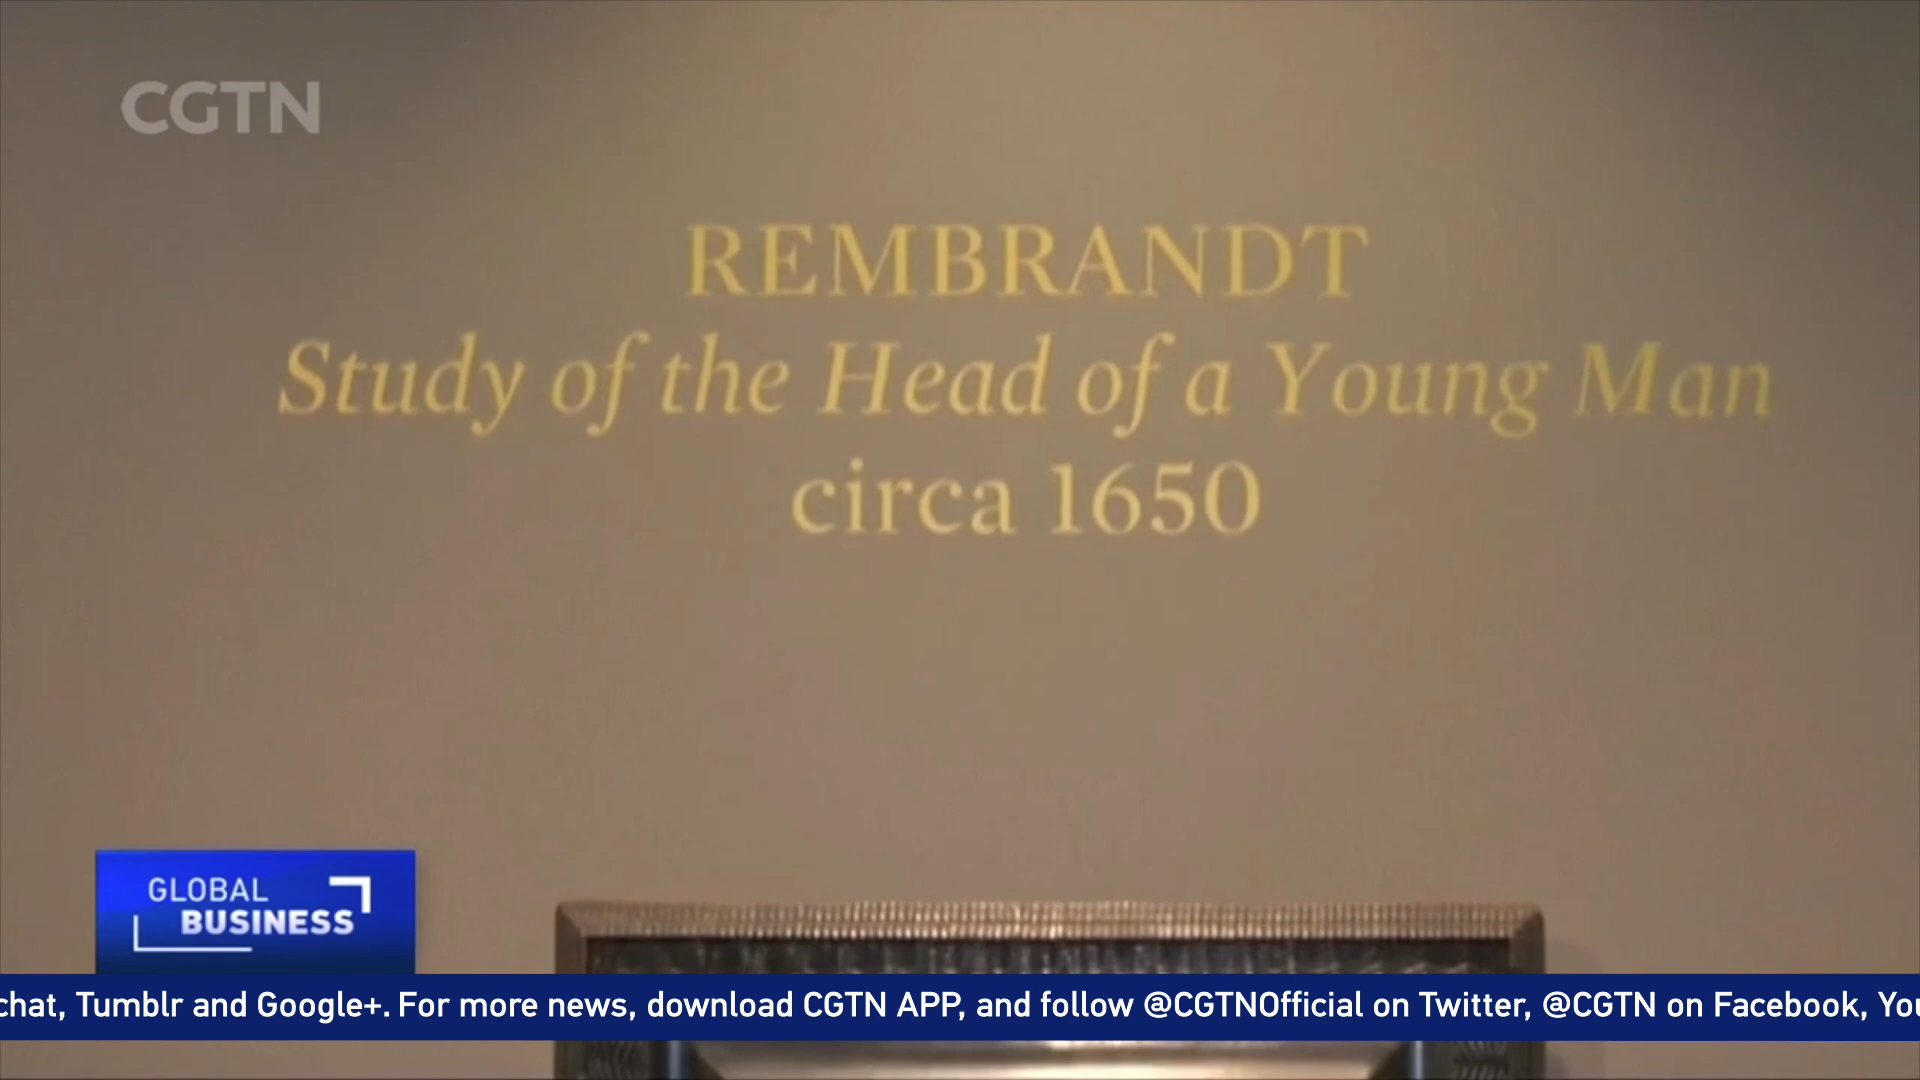 CGTN
REMBRANDT
Study of the Head of a Young Man
circa 1650
GLOBAL
BUSINESS
chat, Tumblr and Google+. For more news, download CGTN APP, and follow @CGTNOfficial on Twitter, @CGTN on Facebook, You